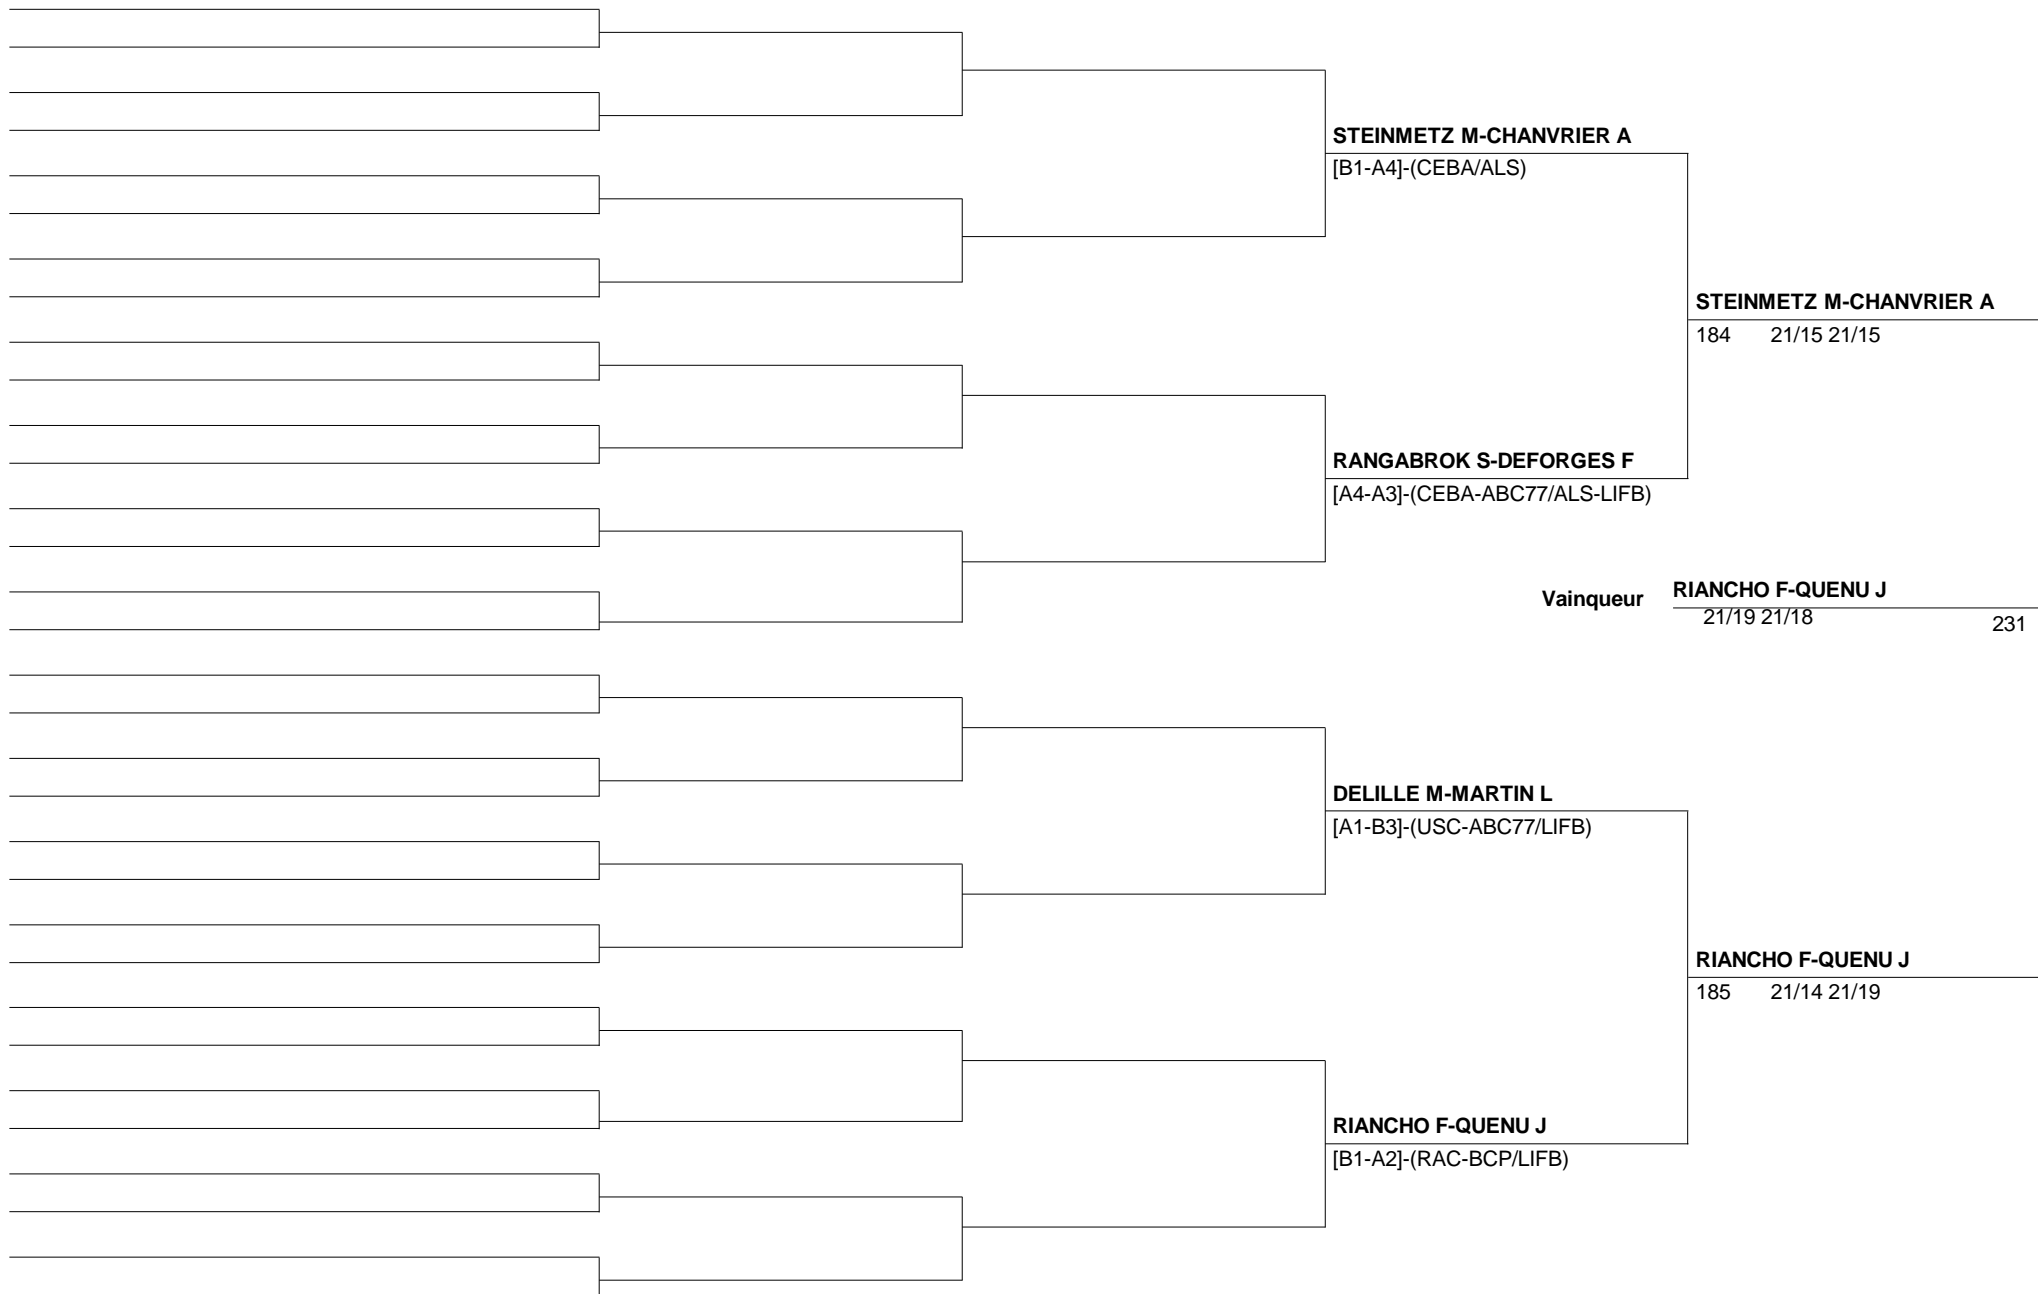 STEINMETZ M-CHANVRIER A
[B1-A4]-(CEBA/ALS)
STEINMETZ M-CHANVRIER A
184 21/15 21/15
RANGABROK S-DEFORGES F
[A4-A3]-(CEBA-ABC77/ALS-LIFB)
Vainqueur RIANCHO F-QUENU J
21/19 21/18 231
DELILLE M-MARTIN L
[A1-B3]-(USC-ABC77/LIFB)
RIANCHO F-QUENU J
185 21/14 21/19
RIANCHO F-QUENU J
[B1-A2]-(RAC-BCP/LIFB)